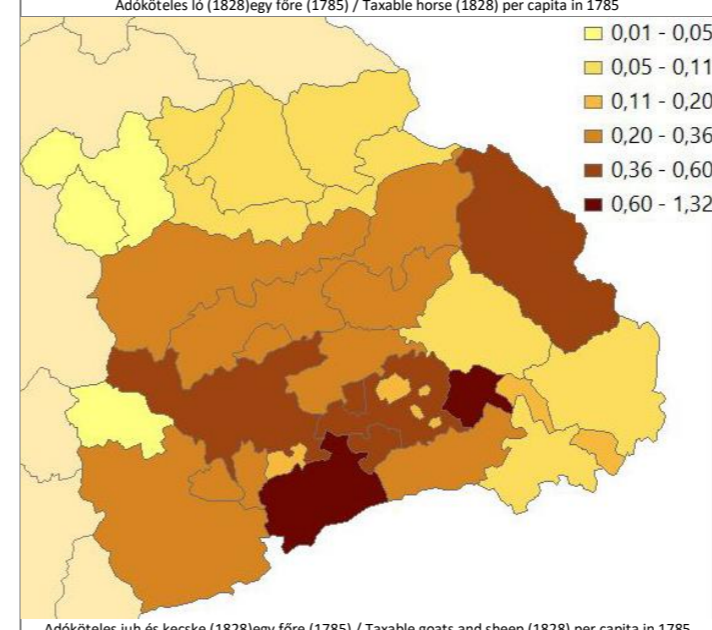 Adóköteles ló (1828)egy főre (1785) / Taxable horse (1828) per capita in 1785
0,01 - 0,05
0,05 - 0,11
0,11 - 0,20
0,20 - 0,36
0,36 - 0,60
0,60 - 1,32
Adóköteles juh és kecske (1828)egy főre (1785) / Taxable goats and sheep (1828) per capita in 1785